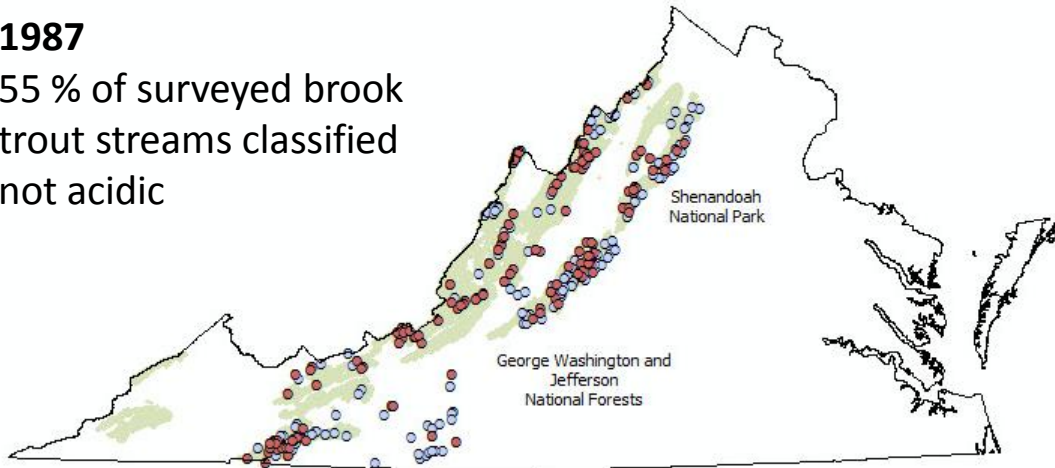 1987
55 % of surveyed brook
trout streams classified
not acidic
Shenandoah
National Park
George Washington and
Jefferson
National Forests